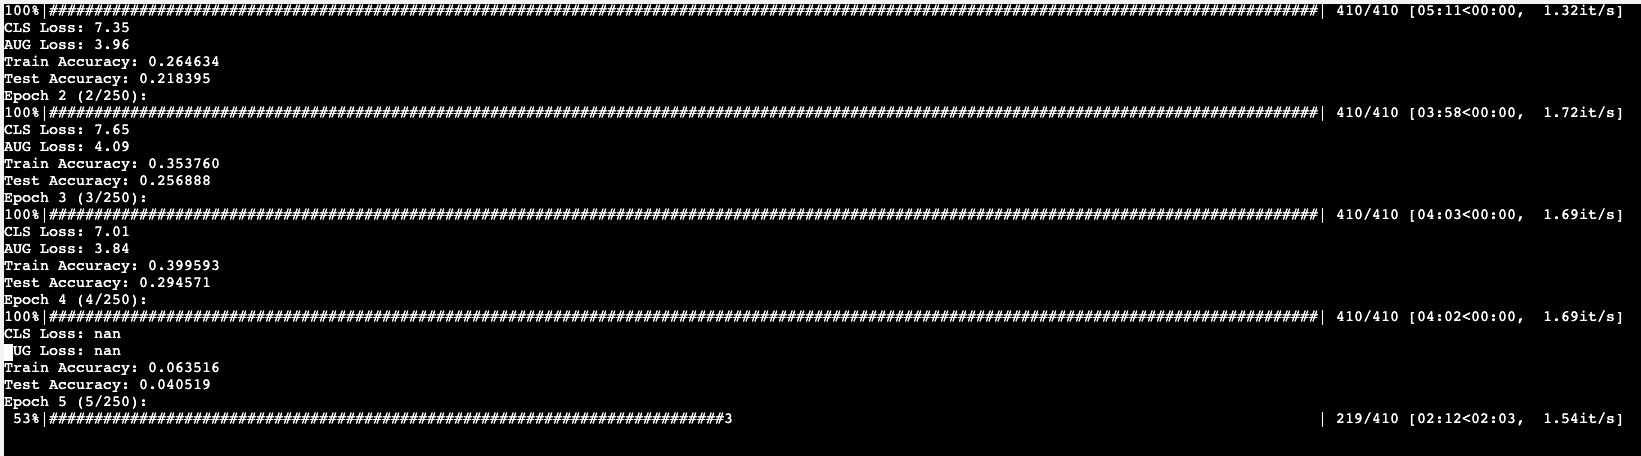 100%|##############################################################################################################################################| 410/410 [05:11<00:00,  1.32it/s]
CLS Loss: 7.35
AUG Loss: 3.96
Train Accuracy: 0.264634
Test Accuracy: 0.218395
Epoch 2 (2/250):
100%|##############################################################################################################################################| 410/410 [03:58<00:00,  1.72it/s]
CLS Loss: 7.65
AUG Loss: 4.09
Train Accuracy: 0.353760
Test Accuracy: 0.256888
Epoch 3 (3/250):
100%|##############################################################################################################################################| 410/410 [04:03<00:00,  1.69it/s]
CLS Loss: 7.01
AUG Loss: 3.84
Train Accuracy: 0.399593
Test Accuracy: 0.294571
Epoch 4 (4/250):
100%|##############################################################################################################################################| 410/410 [04:02<00:00,  1.69it/s]
CLS Loss: nan
UG Loss: nan
Train Accuracy: 0.063516
Test Accuracy: 0.040519
Epoch 5 (5/250):
 53%|###########################################################################3                                                                  | 219/410 [02:12<02:03,  1.54it/s]